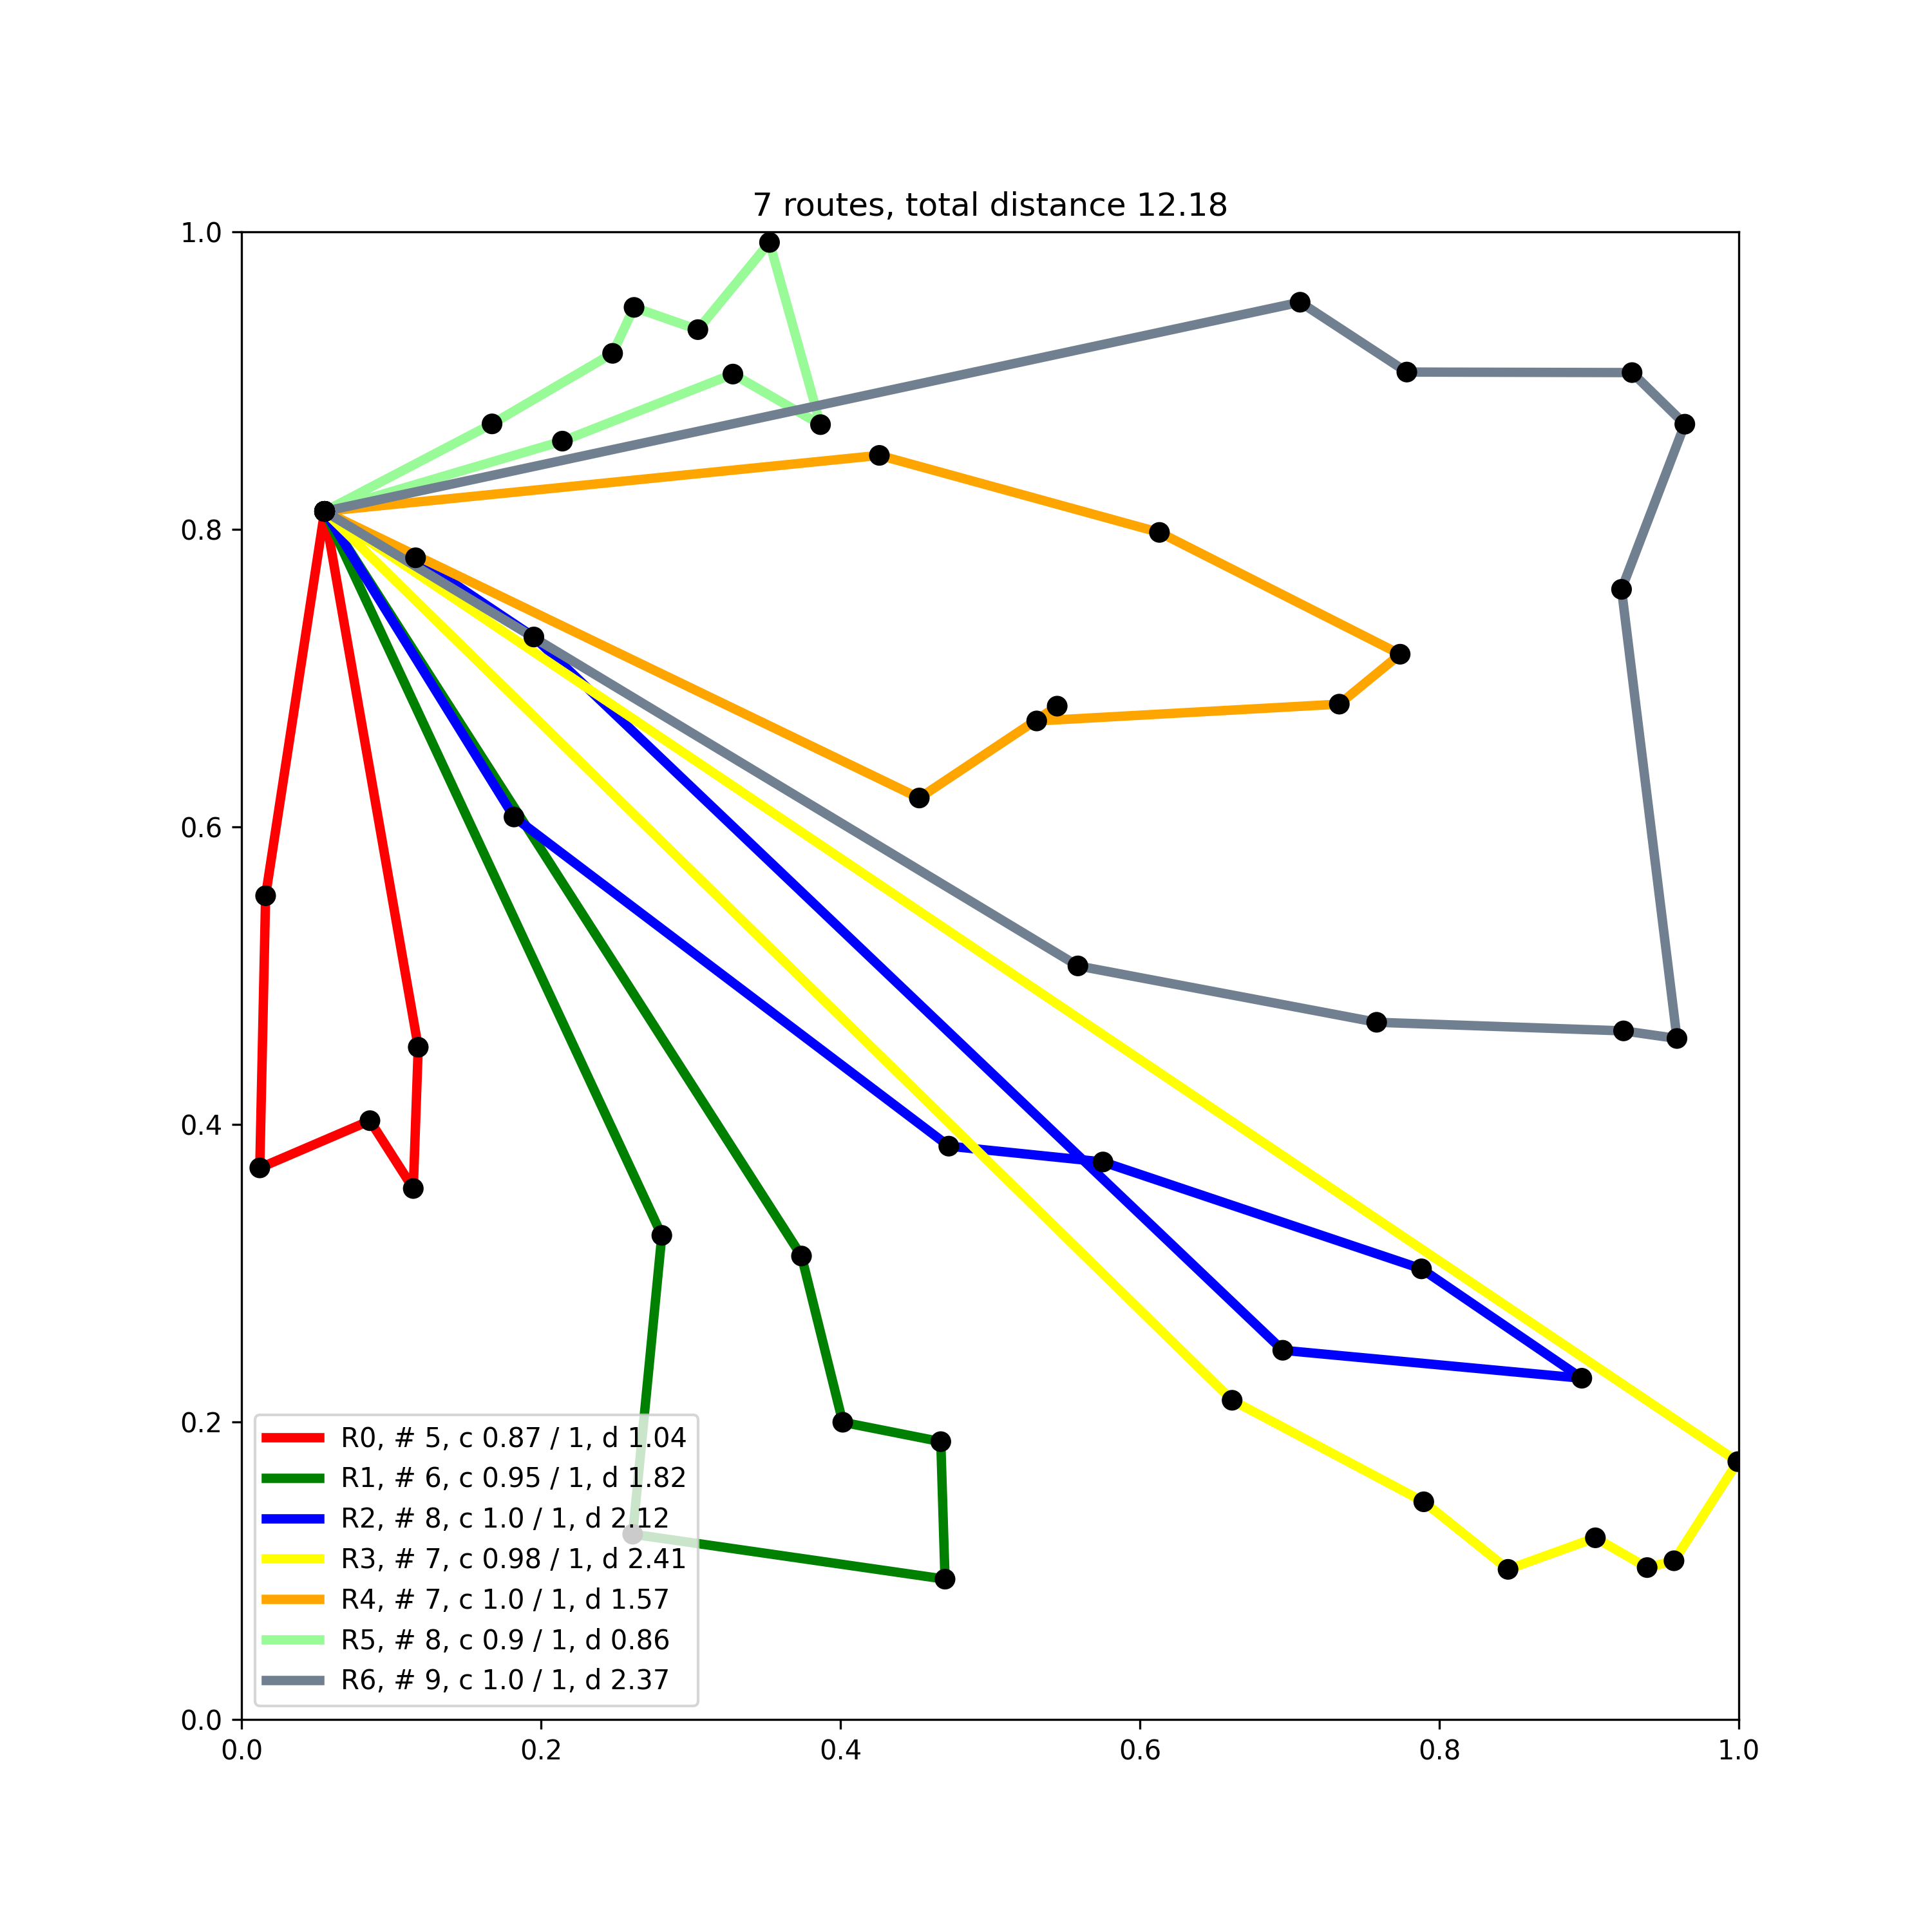 7 routes, total distance 12.18
1.0
0.8
0.6
0.4
0.2
0.0
R0, # 5, c 0.87 / 1, d 1.04
R1, # 6, c 0.95 / 1, d 1.82
R2, # 8, c 1.0 / 1, d 2.12
R3, # 7, c 0.98 / 1, d 2.41
R4, # 7, c 1.0 / 1, d 1.57
R5, # 8, c 0.9 / 1, d 0.86
R6, # 9, c 1.0 / 1, d 2.37
0.0 0.2 0.4 0.6 0.8 1.0